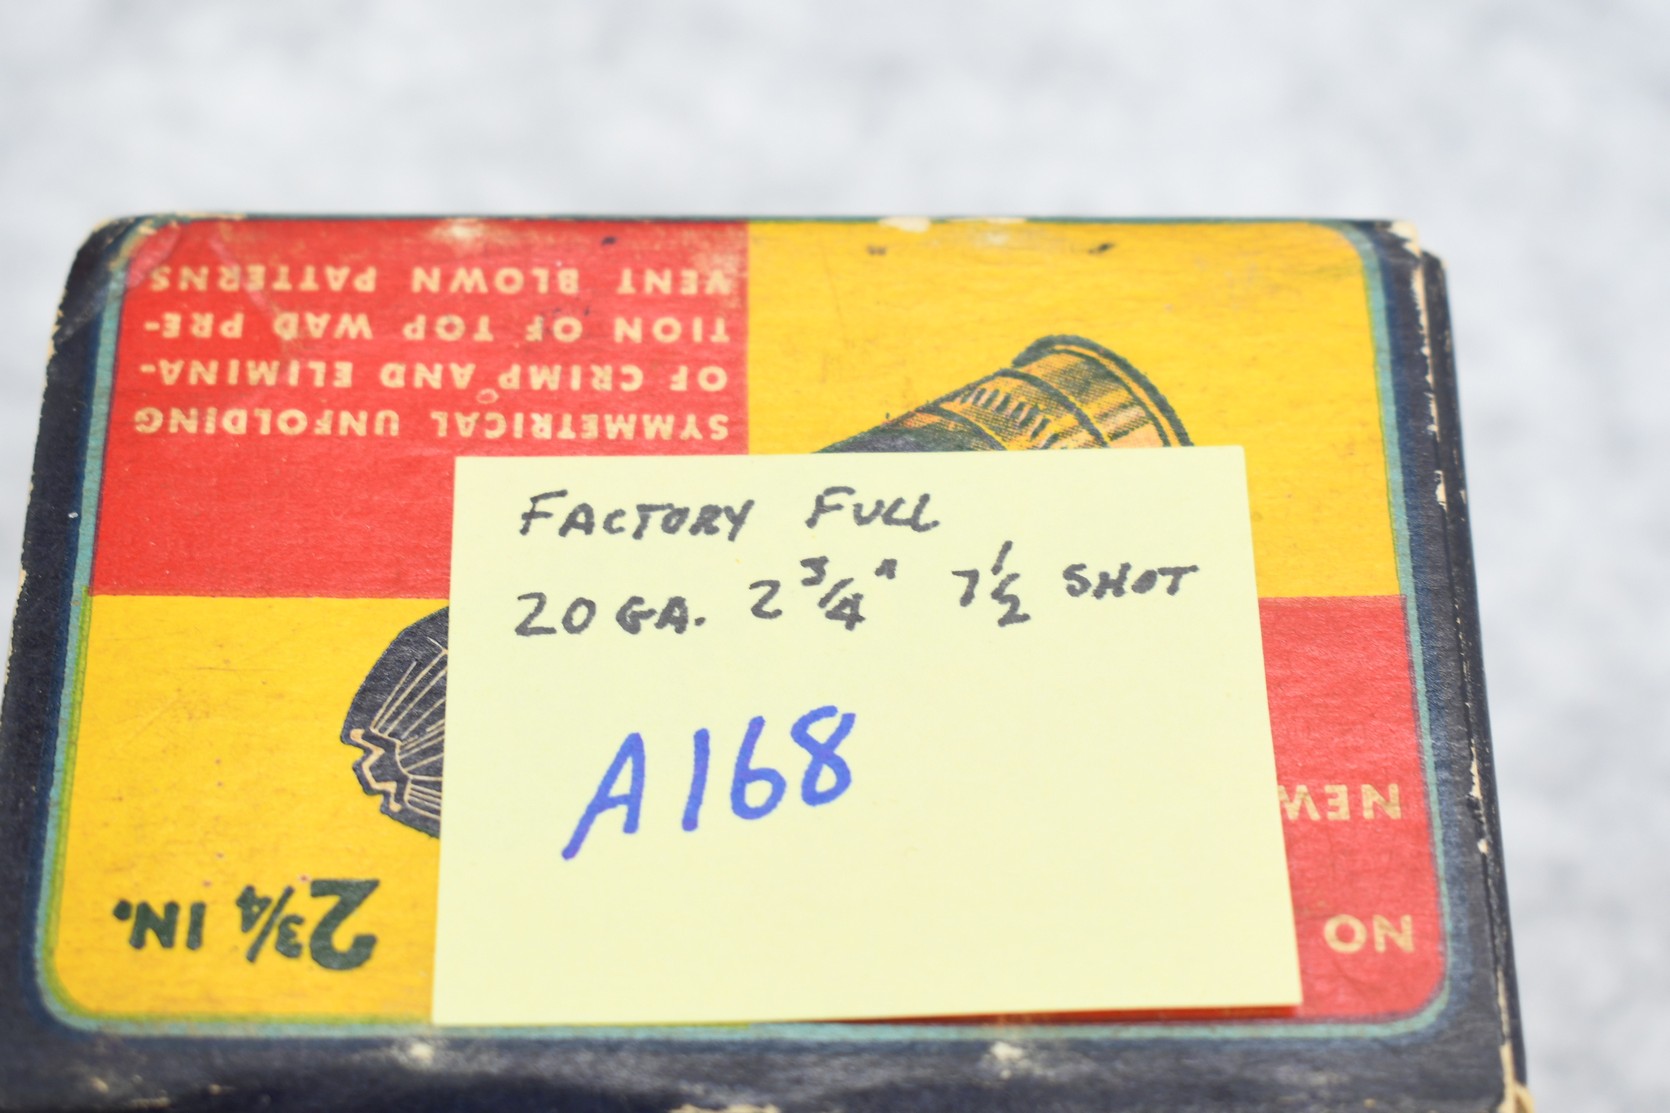 FACTORY FULL
20 GA. 2 3/4" 7 1/2 SHOT
A168
SYMMETRICAL UNFOLDING
OF CRIMP AND ELIMINA-
TION OF TOP WAD PRE-
VENT BLOWN PATTERNS
NEW
NO
2 3/4 IN.